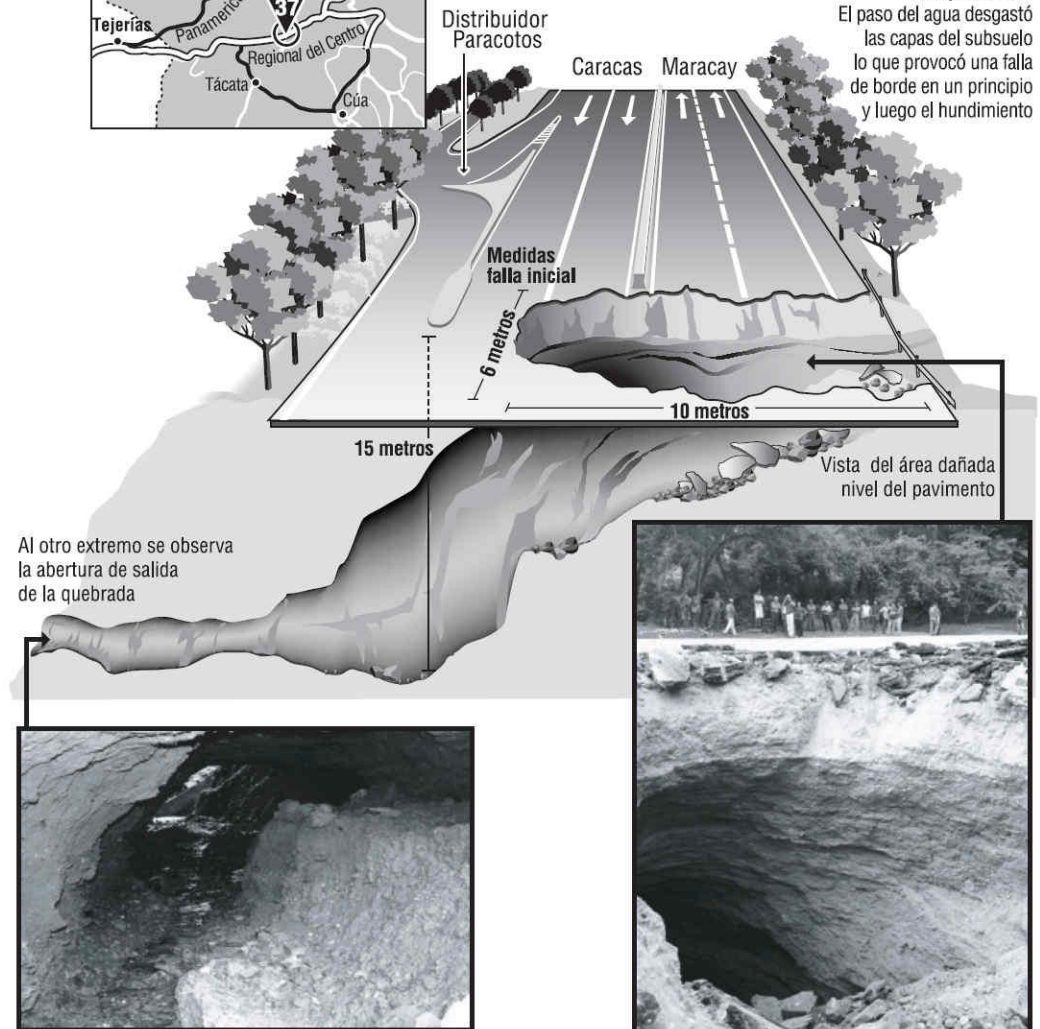 37
Tejerías
Regional del Centro
Tácata
Cúa
Distribuidor
Paracotos
Caracas Maracay
El paso del agua desgastó
las capas del subsuelo
lo que provocó una falla
de borde en un principio
y luego el hundimiento
Medidas
falla inicial
6 metros
10 metros
15 metros
Vista del área dañada
nivel del pavimento
Al otro extremo se observa
la abertura de salida
de la quebrada